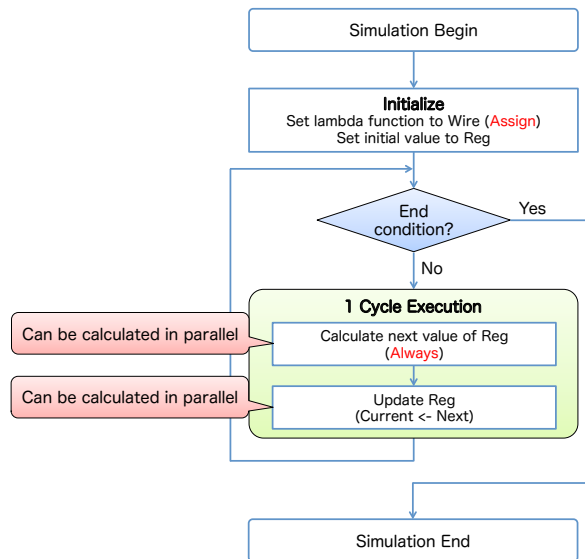 Simulation Begin
Initialize
Set lambda function to Wire (Assign)
Set initial value to Reg
End
condition?
Yes
No
1 Cycle Execution
Can be calculated in parallel
Calculate next value of Reg
(Always)
Can be calculated in parallel
Update Reg
(Current <- Next)
Simulation End